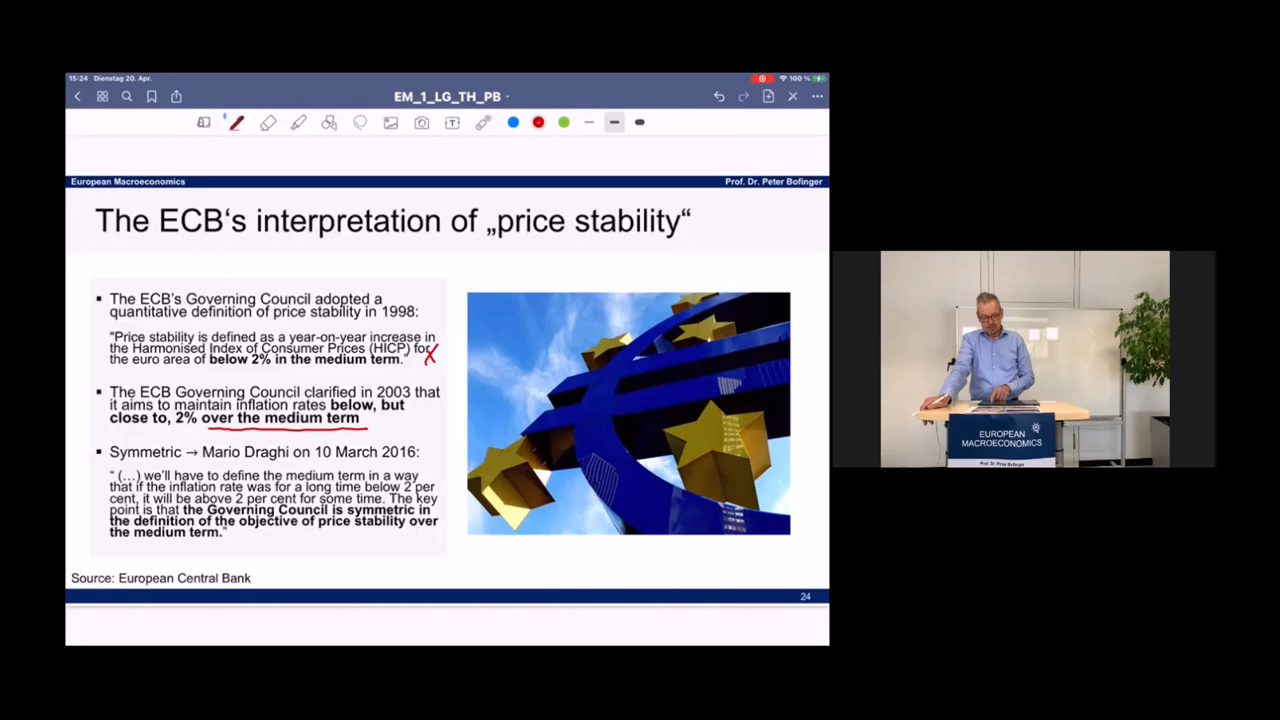 15:24 Dienstag 20. Apr.
100 %
EM_1_LG_TH_PB
T
European Macroeconomics
Prof. Dr. Peter Bofinger
The ECB‘s interpretation of „price stability“
▪ The ECB's Governing Council adopted a
quantitative definition of price stability in 1998:
"Price stability is defined as a year-on-year increase in
the Harmonised Index of Consumer Prices (HICP) for
the euro area of below 2% in the medium term."
▪ The ECB Governing Council clarified in 2003 that
it aims to maintain inflation rates below, but
close to, 2% over the medium term
▪ Symmetric → Mario Draghi on 10 March 2016:
" (…) we'll have to define the medium term in a way
that if the inflation rate was for a long time below 2 per
cent, it will be above 2 per cent for some time. The key
point is that the Governing Council is symmetric in
the definition of the objective of price stability over
the medium term."
Source: European Central Bank
24
EUROPEAN
MACROECONOMICS
Prof. Dr. Peter Bofinger